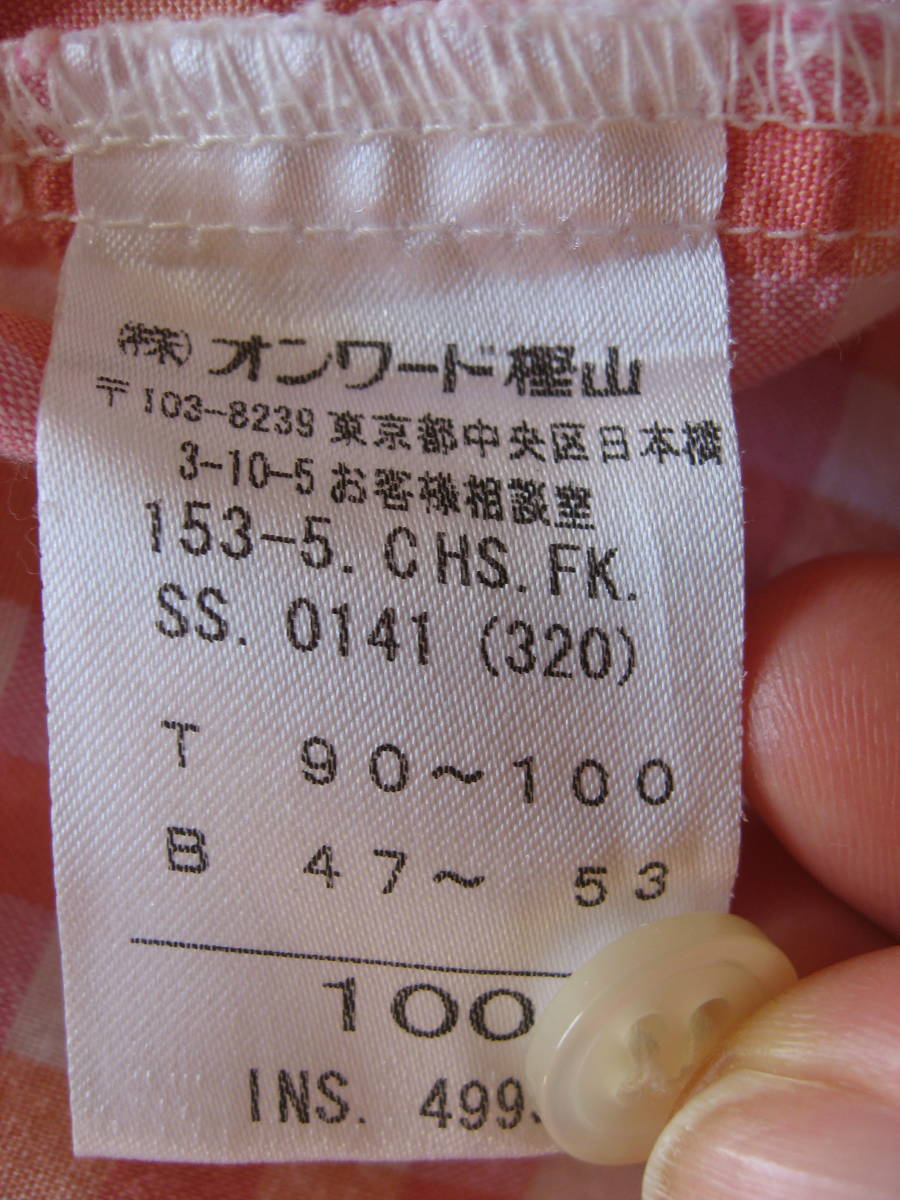 (株)オンワード樫山
〒103-8239 東京都中央区日本橋
3-10-5 お客様相談室
153-5. CHS. FK.
SS. 0141 (320)
T 90~100
B 47~ 53
100
INS.